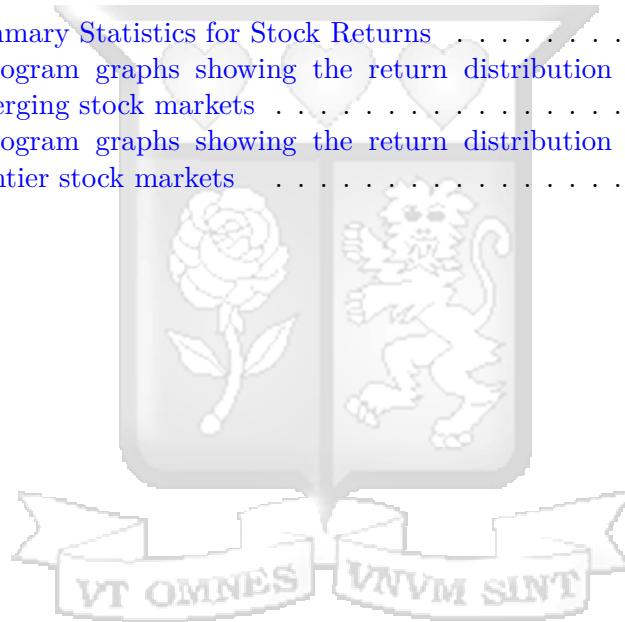 mary Statistics for Stock Returns . . . . . . . .
ogram graphs showing the return distribution
erging stock markets . . . . . . . . . . . . . . . .
ogram graphs showing the return distribution
ntier stock markets . . . . . . . . . . . . . . . .
VT OMNES VNVM SINT